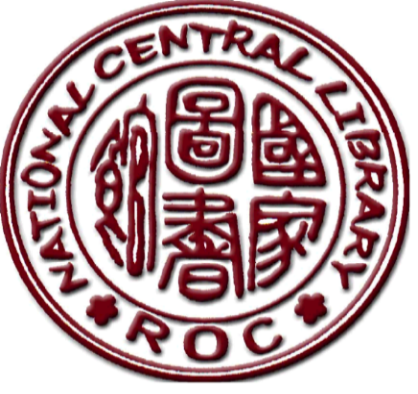 NATIONAL CENTRAL LIBRARY
國家
圖書
館
ROC